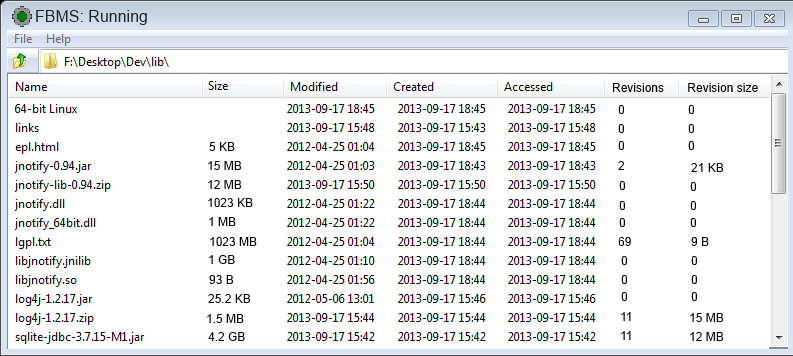 FBMS: Running
File Help
F:\Desktop\Dev\lib\
Name Size Modified Created Accessed Revisions Revision size
64-bit Linux 2013-09-17 18:45 2013-09-17 18:45 2013-09-17 18:45 0 0
links 2013-09-17 15:48 2013-09-17 15:43 2013-09-17 15:48 0 0
epl.html 5 KB 2012-04-25 01:04 2013-09-17 18:44 2013-09-17 18:44 0 0
jnotify-0.94.jar 15 MB 2012-04-25 01:03 2013-09-17 18:43 2013-09-17 18:43 2 21 KB
jnotify-lib-0.94.zip 12 MB 2013-09-17 15:50 2013-09-17 15:50 2013-09-17 15:50 0 0
jnotify.dll 1023 KB 2012-04-25 01:22 2013-09-17 18:44 2013-09-17 18:44 0 0
jnotify_64bit.dll 1 MB 2012-04-25 01:22 2013-09-17 18:44 2013-09-17 18:44 0 0
lgpl.txt 1023 MB 2012-04-25 01:04 2013-09-17 18:44 2013-09-17 18:44 69 9 B
libjnotify.jnilib 1 GB 2012-04-25 01:10 2013-09-17 18:44 2013-09-17 18:44 0 0
libjnotify.so 93 B 2012-04-25 01:56 2013-09-17 18:44 2013-09-17 18:44 0 0
log4j-1.2.17.jar 25.2 KB 2012-05-06 13:01 2013-09-17 15:46 2013-09-17 15:46 0 0
log4j-1.2.17.zip 1.5 MB 2013-09-17 15:44 2013-09-17 15:44 2013-09-17 15:44 11 15 MB
sqlite-jdbc-3.7.15-M1.jar 4.2 GB 2013-09-17 15:42 2013-09-17 15:42 2013-09-17 15:42 11 12 MB